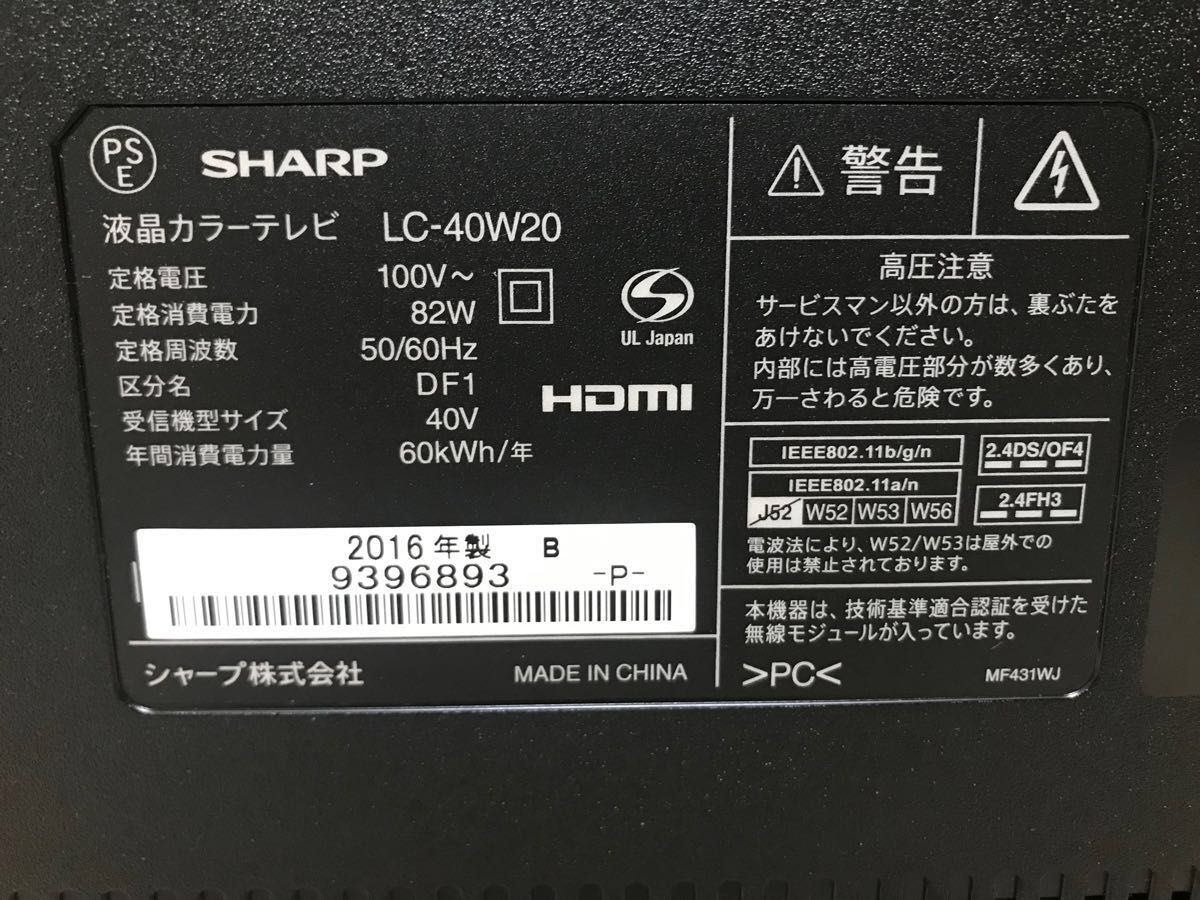 PSE SHARP
液晶カラーテレビ LC-40W20
定格電圧 100V～
定格消費電力 82W
定格周波数 50/60Hz
区分名 DF1
受信機型サイズ 40V
年間消費電力量 60kWh/年
UL Japan
HDMI
2016年製 B
9396893 -P-
シャープ株式会社 MADE IN CHINA
警告
高圧注意
サービスマン以外の方は、裏ぶたを
あけないでください。
内部には高電圧部分が数多くあり、
万一さわると危険です。
IEEE802.11b/g/n 2.4DS/OF4
IEEE802.11a/n
J52 W52 W53 W56 2.4FH3
電波法により、W52/W53は屋外での
使用は禁止されております。
本機器は、技術基準適合認証を受けた
無線モジュールが入っています。
>PC< MF431WJ